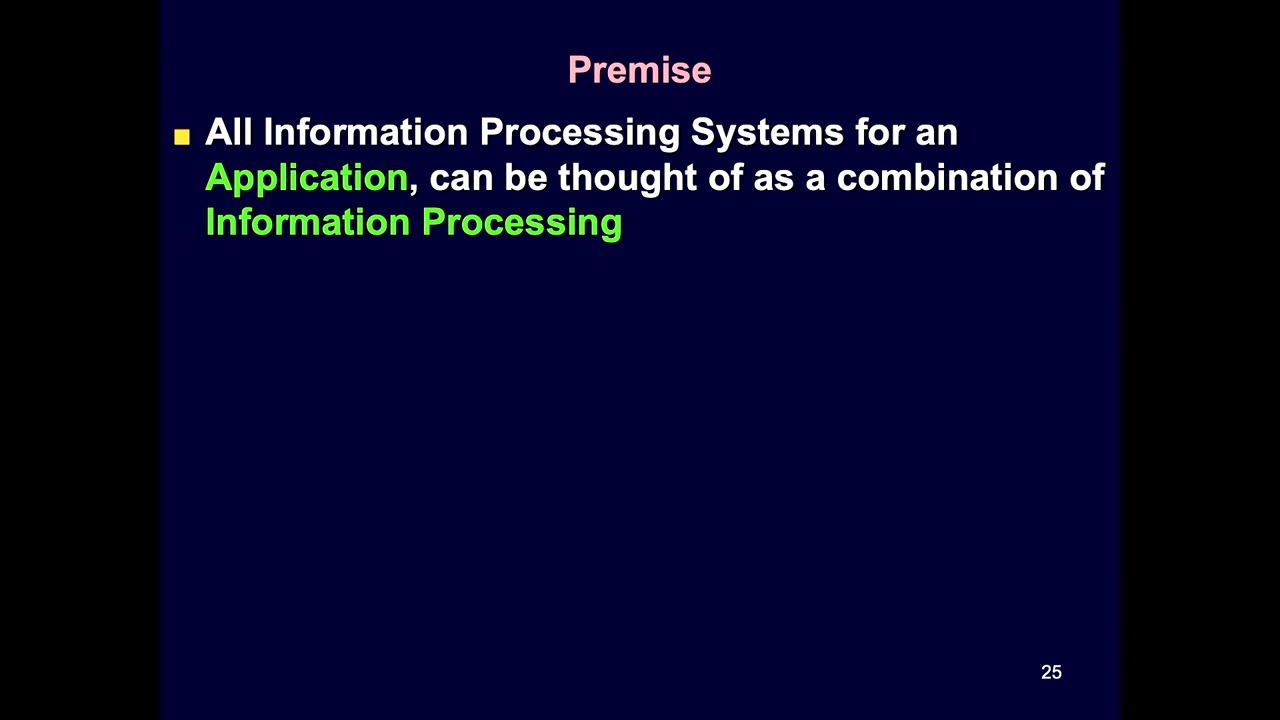 Premise
All Information Processing Systems for an
Application, can be thought of as a combination of
Information Processing
25